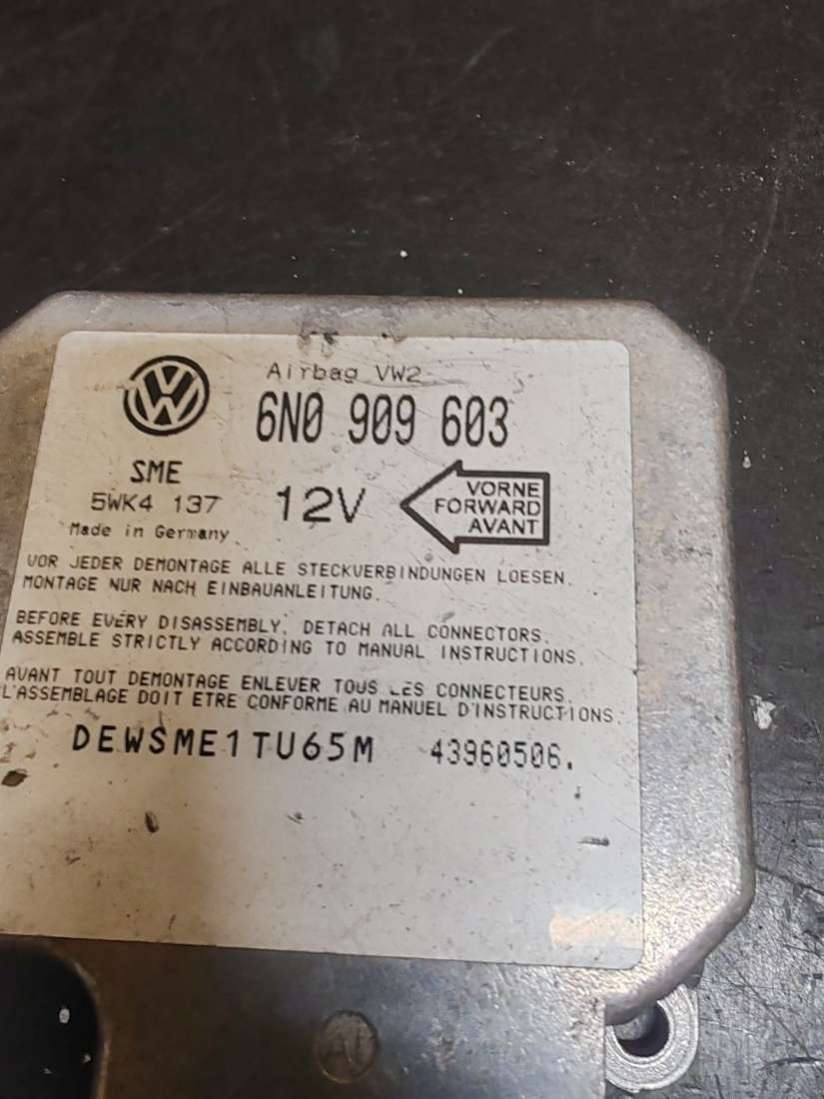 Airbag VW2
6N0 909 603
SME
5WK4 137
12V
VORNE
FORWARD
AVANT
Made in Germany
VOR JEDER DEMONTAGE ALLE STECKVERBINDUNGEN LOESEN.
MONTAGE NUR NACH EINBAUANLEITUNG.
BEFORE EVERY DISASSEMBLY, DETACH ALL CONNECTORS.
ASSEMBLE STRICTLY ACCORDING TO MANUAL INSTRUCTIONS.
AVANT TOUT DEMONTAGE ENLEVER TOUS LES CONNECTEURS.
L'ASSEMBLAGE DOIT ETRE CONFORME AU MANUEL D'INSTRUCTIONS.
DEWSME1TU65M 43960506.
Al